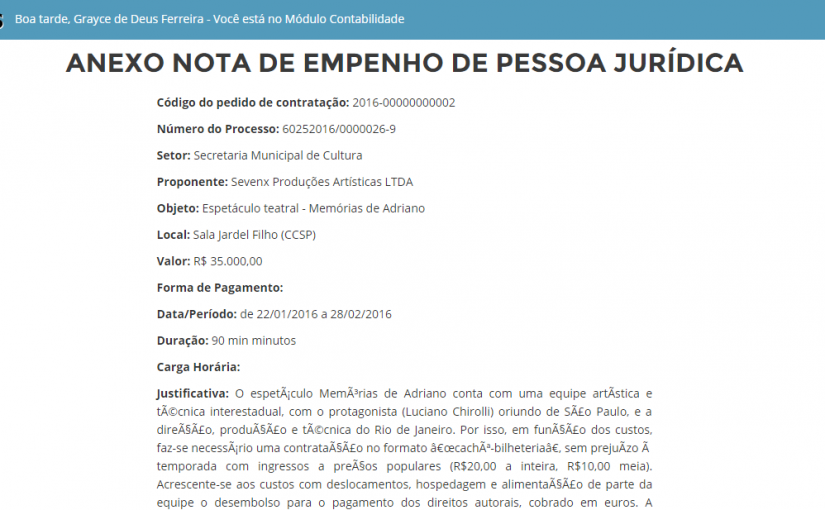 Boa tarde, Grayce de Deus Ferreira - Você está no Módulo Contabilidade
ANEXO NOTA DE EMPENHO DE PESSOA JURÍDICA
Código do pedido de contratação: 2016-00000000002
Número do Processo: 60252016/0000026-9
Setor: Secretaria Municipal de Cultura
Proponente: Sevenx Produções Artísticas LTDA
Objeto: Espetáculo teatral - Memórias de Adriano
Local: Sala Jardel Filho (CCSP)
Valor: R$ 35.000,00
Forma de Pagamento:
Data/Período: de 22/01/2016 a 28/02/2016
Duração: 90 min minutos
Carga Horária:
Justificativa: O espetÃ¡culo MemÃ³rias de Adriano conta com uma equipe artÃstica e
tÃ©cnica interestadual, com o protagonista (Luciano Chirolli) oriundo de SÃ£o Paulo, e a
direÃ§Ã£o, produÃ§Ã£o e tÃ©cnica do Rio de Janeiro. Por isso, em funÃ§Ã£o dos custos,
faz-se necessÃ¡rio uma contrataÃ§Ã£o no formato â€œcachÃª-bilheteriaâ€, sem prejuÃzo Ã
temporada com ingressos a preÃ§os populares (R$20,00 a inteira, R$10,00 meia).
Acrescente-se aos custos com deslocamentos, hospedagem e alimentaÃ§Ã£o de parte da
equipe o desembolso para o pagamento dos direitos autorais, cobrado em euros. A